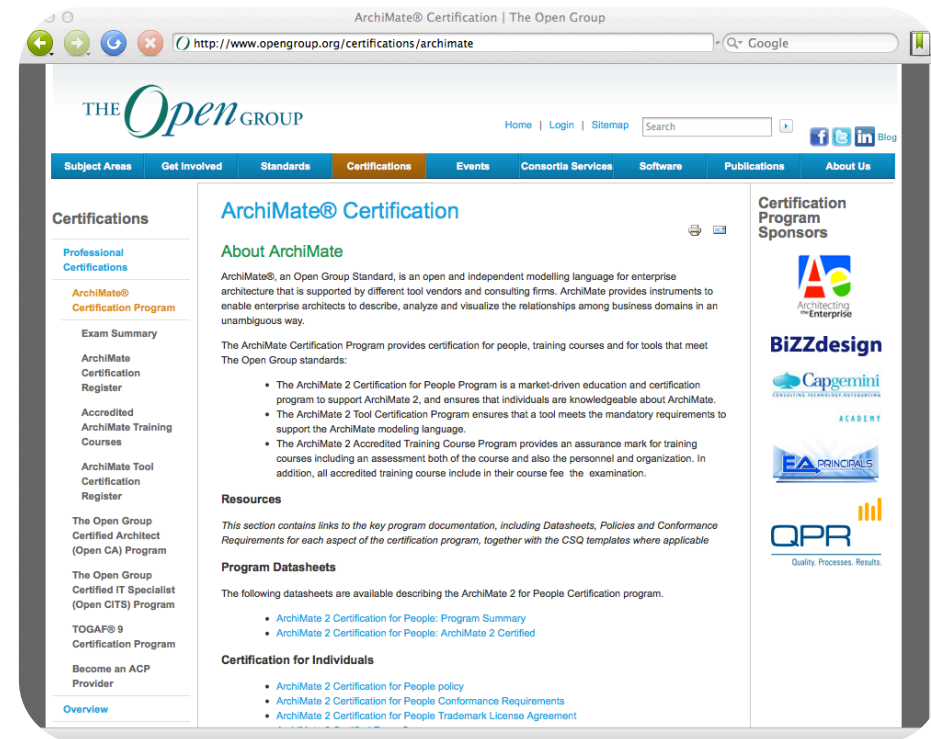 ArchiMate® Certification | The Open Group
http://www.opengroup.org/certifications/archimate
Google
THE Open GROUP
Home | Login | Sitemap
Search
Blog
Subject Areas Get Involved Standards Certifications Events Consortia Services Software Publications About Us
Certifications
Professional
Certifications
ArchiMate®
Certification Program
Exam Summary
ArchiMate
Certification
Register
Accredited
ArchiMate Training
Courses
ArchiMate Tool
Certification
Register
The Open Group
Certified Architect
(Open CA) Program
The Open Group
Certified IT Specialist
(Open CITS) Program
TOGAF® 9
Certification Program
Become an ACP
Provider
Overview
ArchiMate® Certification
About ArchiMate
ArchiMate®, an Open Group Standard, is an open and independent modelling language for enterprise
architecture that is supported by different tool vendors and consulting firms. ArchiMate provides instruments to
enable enterprise architects to describe, analyze and visualize the relationships among business domains in an
unambiguous way.
The ArchiMate Certification Program provides certification for people, training courses and for tools that meet
The Open Group standards:
• The ArchiMate 2 Certification for People Program is a market-driven education and certification
program to support ArchiMate 2, and ensures that individuals are knowledgeable about ArchiMate.
• The ArchiMate 2 Tool Certification Program ensures that a tool meets the mandatory requirements to
support the ArchiMate modeling language.
• The ArchiMate 2 Accredited Training Course Program provides an assurance mark for training
courses including an assessment both of the course and also the personnel and organization. In
addition, all accredited training course include in their course fee the examination.
Resources
This section contains links to the key program documentation, including Datasheets, Policies and Conformance
Requirements for each aspect of the certification program, together with the CSQ templates where applicable
Program Datasheets
The following datasheets are available describing the ArchiMate 2 for People Certification program.
• ArchiMate 2 Certification for People: Program Summary
• ArchiMate 2 Certification for People: ArchiMate 2 Certified
Certification for Individuals
• ArchiMate 2 Certification for People policy
• ArchiMate 2 Certification for People Conformance Requirements
• ArchiMate 2 Certification for People Trademark License Agreement
Certification
Program
Sponsors
Architecting
the Enterprise
BiZZdesign
Capgemini
CONSULTING.TECHNOLOGY.OUTSOURCING
ACADEMY
EA PRINCIPALS
QPR
Quality. Processes. Results.